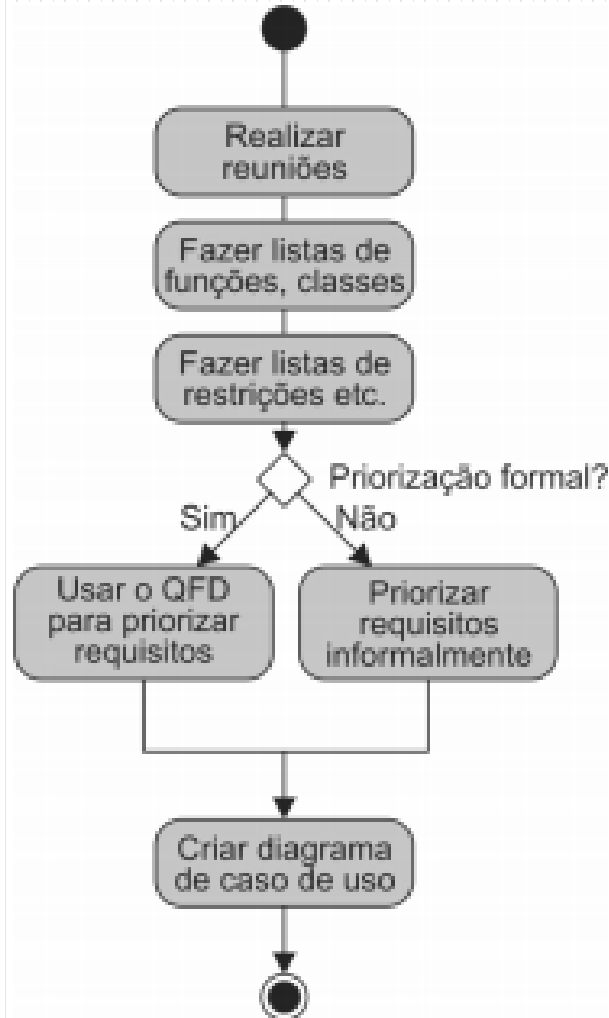 Realizar
reuniões
Fazer listas de
funções, classes
Fazer listas de
restrições etc.
Priorização formal?
Sim
Não
Usar o QFD
para priorizar
requisitos
Priorizar
requisitos
informalmente
Criar diagrama
de caso de uso